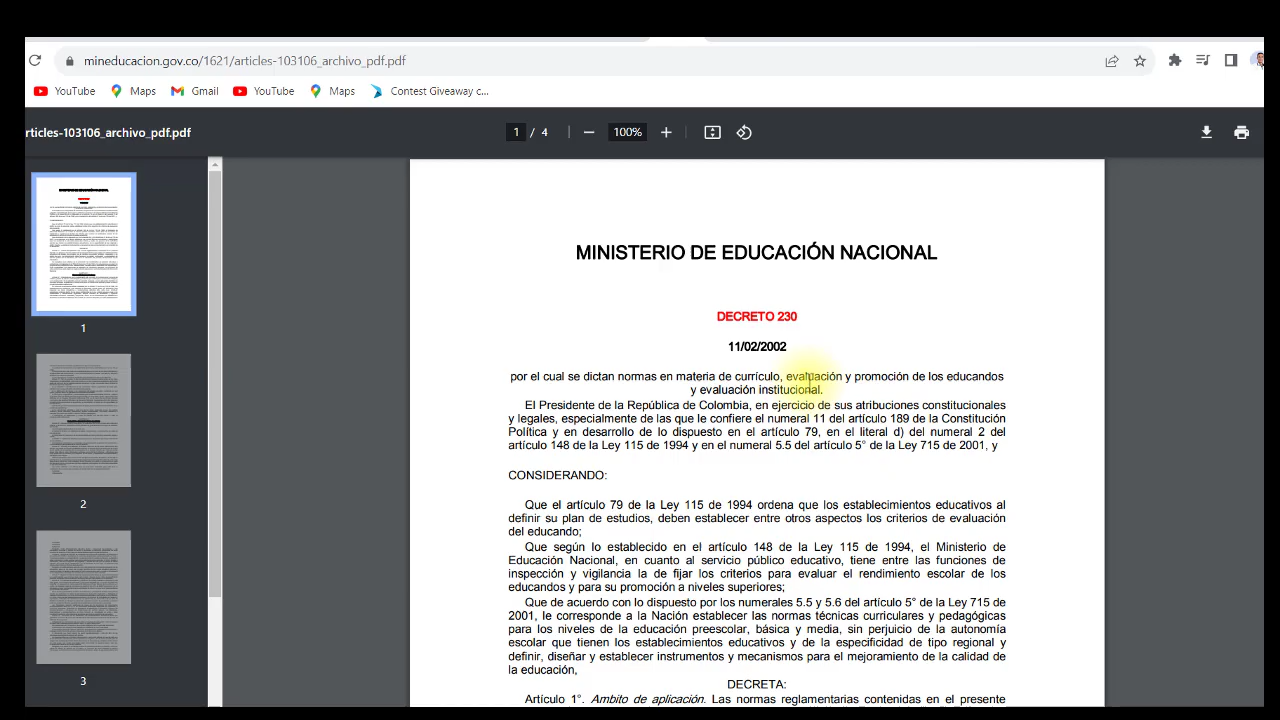 mineducacion.gov.co/1621/articles-103106_archivo_pdf.pdf
YouTube Maps Gmail YouTube Maps Contest Giveaway c...
rticles-103106_archivo_pdf.pdf 1 / 4 100%
1
2
3
MINISTERIO DE EDUCACIÓN NACIONAL
DECRETO 230
11/02/2002
por el cual se dictan normas en materia de currículo, evaluación y promoción de los educandos
y evaluación institucional.
El Presidente de la República de Colombia, en ejercicio de sus atribuciones constitucionales
y legales, especialmente de las que le confiere el numeral 11 del artículo 189 de la Constitución
Política y en desarrollo de lo dispuesto en el artículo 79, en el literal d) del numeral 2 del
artículo 148 de la Ley 115 de 1994 y en el numeral 5.5 del artículo 5° de la Ley 715 de 2001, y
CONSIDERANDO:
Que el artículo 79 de la Ley 115 de 1994 ordena que los establecimientos educativos al
definir su plan de estudios, deben establecer entre otros aspectos los criterios de evaluación
del educando;
Que según lo establecido en el artículo 148 de la Ley 115 de 1994, el Ministerio de
Educación Nacional, en cuanto al servicio público educativo, tiene entre las funciones de
inspección y vigilancia la de fijar los criterios para evaluar el rendimiento escolar de los
educandos y para su promoción a niveles superiores;
Que de acuerdo con lo dispuesto por los numerales 5.5 y 5.6 del artículo 5° de la Ley 715 de
2001, le corresponde a la Nación establecer las normas técnicas curriculares y pedagógicas
para los niveles de la educación preescolar, básica y media, sin perjuicio de la autonomía
escolar que tienen los establecimientos educativos y de la especificidad de tipo regional y
definir, diseñar y establecer instrumentos y mecanismos para el mejoramiento de la calidad de
la educación,
DECRETA:
Artículo 1°. Ambito de aplicación. Las normas reglamentarias contenidas en el presente